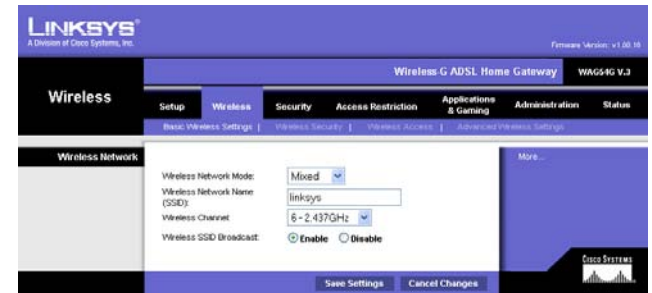 LINKSYS®
A Division of Cisco Systems, Inc.
Firmware Version: v1.00.10
Wireless-G ADSL Home Gateway WAG54G V.3
Wireless
Setup Wireless Security Access Restriction Applications & Gaming Administration Status
Basic Wireless Settings | Wireless Security | Wireless Access | Advanced Wireless Settings
Wireless Network
More...
Wireless Network Mode: Mixed
Wireless Network Name (SSID): linksys
Wireless Channel: 6 - 2.437GHz
Wireless SSID Broadcast: Enable Disable
CISCO SYSTEMS
Save Settings Cancel Changes